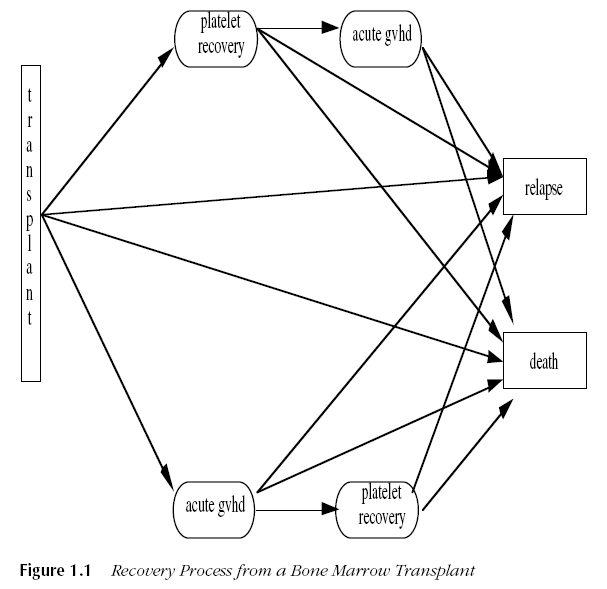 platelet
recovery
acute gvhd
transplant
relapse
death
acute gvhd
platelet
recovery
Figure 1.1 Recovery Process from a Bone Marrow Transplant